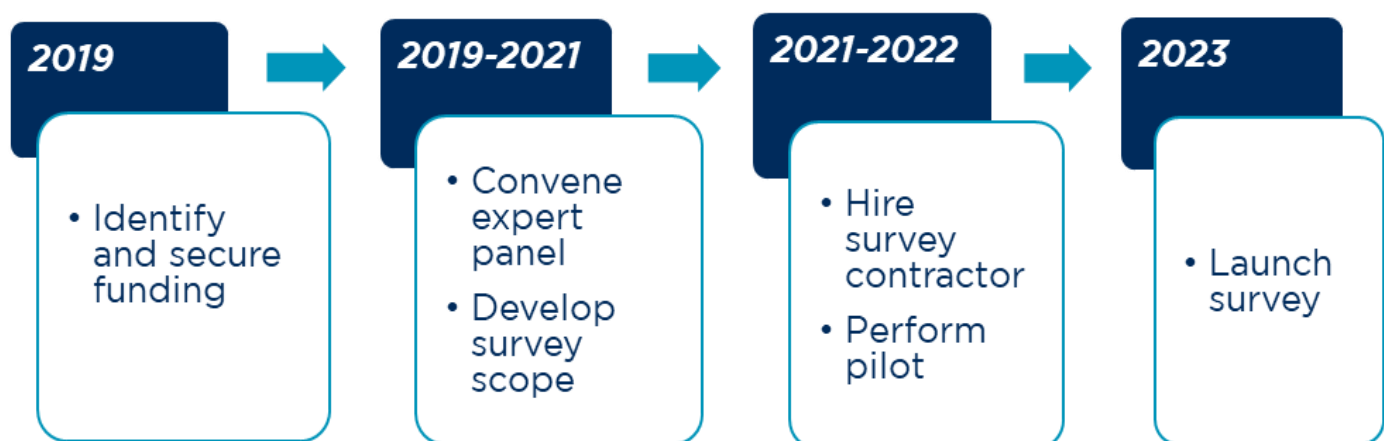 2019
• Identify
and secure
funding
2019-2021
• Convene
expert
panel
• Develop
survey
scope
2021-2022
• Hire
survey
contractor
• Perform
pilot
2023
• Launch
survey